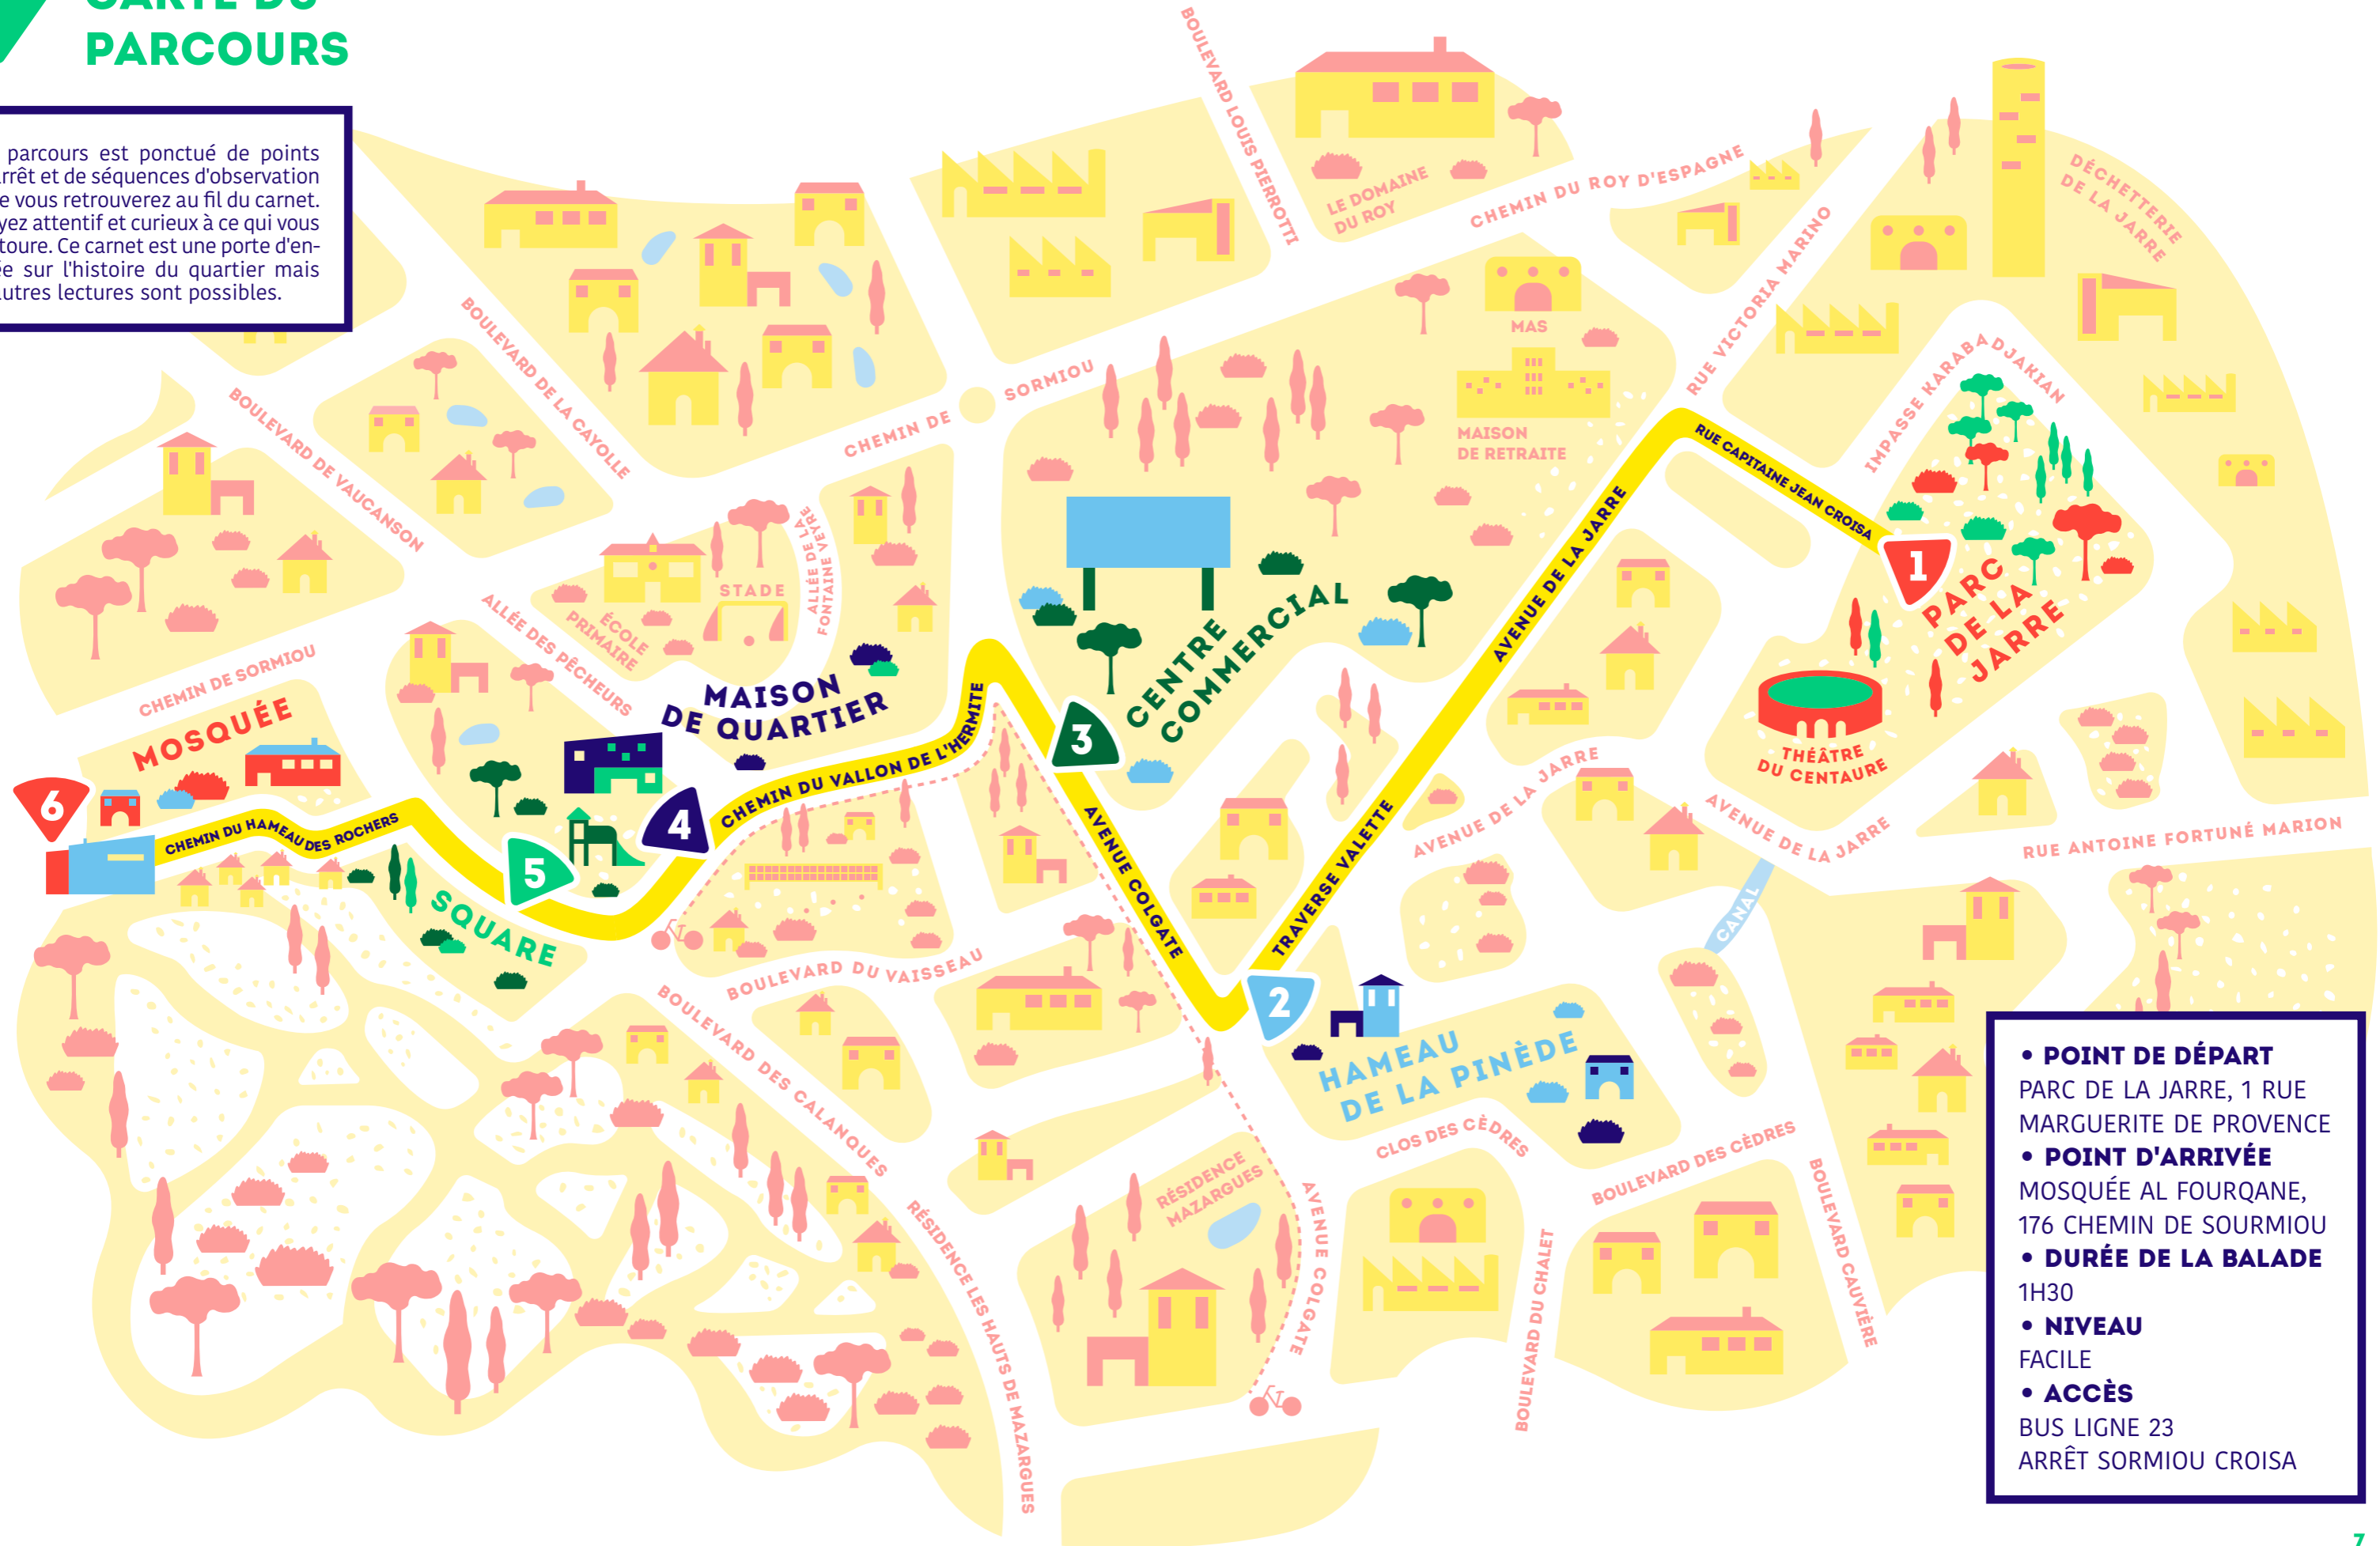 PARCOURS
parcours est ponctué de points
et de séquences d'observation
vous retrouverez au fil du carnet.
attentif et curieux à ce qui vous
Ce carnet est une porte d'en-
sur l'histoire du quartier mais
lectures sont possibles.
BOULEVARD LOUIS PIERROTTI
LE DOMAINE
DU ROY
CHEMIN DU ROY D'ESPAGNE
DÉCHETTERIE
DE LA JARRE
RUE VICTORIA MARINO
IMPASSE KARABADJAKIAN
MAS
MAISON
DE RETRAITE
BOULEVARD DE LA CAYOLLE
BOULEVARD DE VAUCANSON
CHEMIN DE SORMIOU
RUE CAPITAINE JEAN CROISA
1
PARC
DE LA
JARRE
THÉÂTRE
DU CENTAURE
AVENUE DE LA JARRE
STADE
ÉCOLE
PRIMAIRE
ALLÉE DE LA
FONTAINE VEYRE
ALLÉE DES PÊCHEURS
CENTRE
COMMERCIAL
3
CHEMIN DE SORMIOU
MOSQUÉE
6
MAISON
DE QUARTIER
4
CHEMIN DU VALLON DE L'HERMITE
CHEMIN DU HAMEAU DES ROCHERS
5
SQUARE
AVENUE COLGATE
TRAVERSE VALETTE
AVENUE DE LA JARRE
AVENUE DE LA JARRE
RUE ANTOINE FORTUNÉ MARION
CANAL
2
HAMEAU
DE LA PINÈDE
BOULEVARD DU VAISSEAU
BOULEVARD DES CALANQUES
CLOS DES CÈDRES
BOULEVARD DES CÈDRES
BOULEVARD CAUVIÈRE
BOULEVARD DU CHALET
RÉSIDENCE
MAZARGUES
AVENUE COLGATE
RÉSIDENCE LES HAUTS DE MAZARGUES
• POINT DE DÉPART
PARC DE LA JARRE, 1 RUE
MARGUERITE DE PROVENCE
• POINT D'ARRIVÉE
MOSQUÉE AL FOURQANE,
176 CHEMIN DE SOURMIOU
• DURÉE DE LA BALADE
1H30
• NIVEAU
FACILE
• ACCÈS
BUS LIGNE 23
ARRÊT SORMIOU CROISA
7